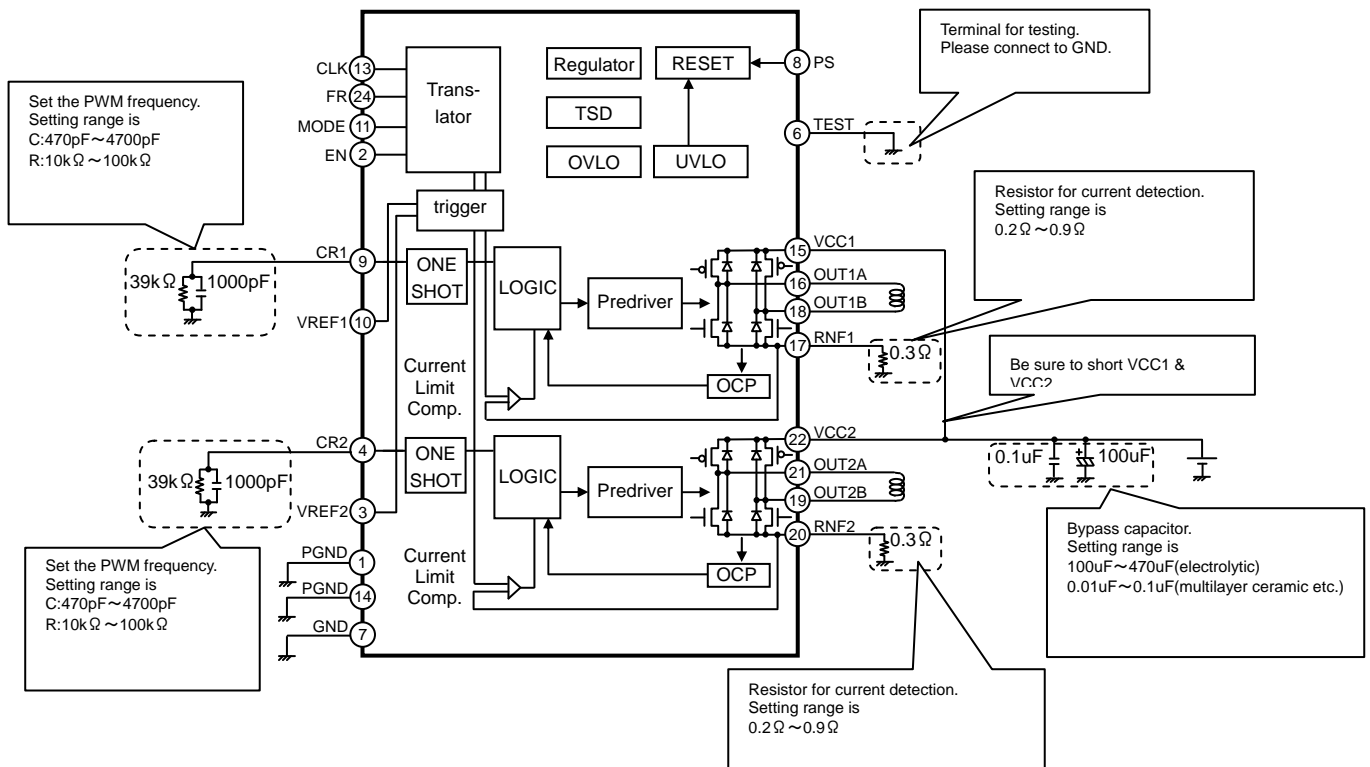 Terminal for testing.
Please connect to GND.
CLK 13
FR 24
MODE 11
EN 2
Trans-
lator
Regulator
RESET
8 PS
TSD
6 TEST
OVLO
UVLO
Set the PWM frequency.
Setting range is
C:470pF～4700pF
R:10kΩ～100kΩ
trigger
Resistor for current detection.
Setting range is
0.2Ω～0.9Ω
CR1
9
39kΩ
1000pF
ONE
SHOT
LOGIC
Predriver
15 VCC1
16 OUT1A
18 OUT1B
17 RNF1
0.3Ω
VREF1
10
Current
Limit
Comp.
OCP
Be sure to short VCC1 &
VCC2
CR2
4
39kΩ
1000pF
ONE
SHOT
LOGIC
Predriver
22 VCC2
21 OUT2A
19 OUT2B
20 RNF2
0.3Ω
0.1uF
+
100uF
VREF2
3
Current
Limit
Comp.
OCP
PGND
1
PGND
14
GND
7
Set the PWM frequency.
Setting range is
C:470pF～4700pF
R:10kΩ～100kΩ
Bypass capacitor.
Setting range is
100uF～470uF(electrolytic)
0.01uF～0.1uF(multilayer ceramic etc.)
Resistor for current detection.
Setting range is
0.2Ω～0.9Ω